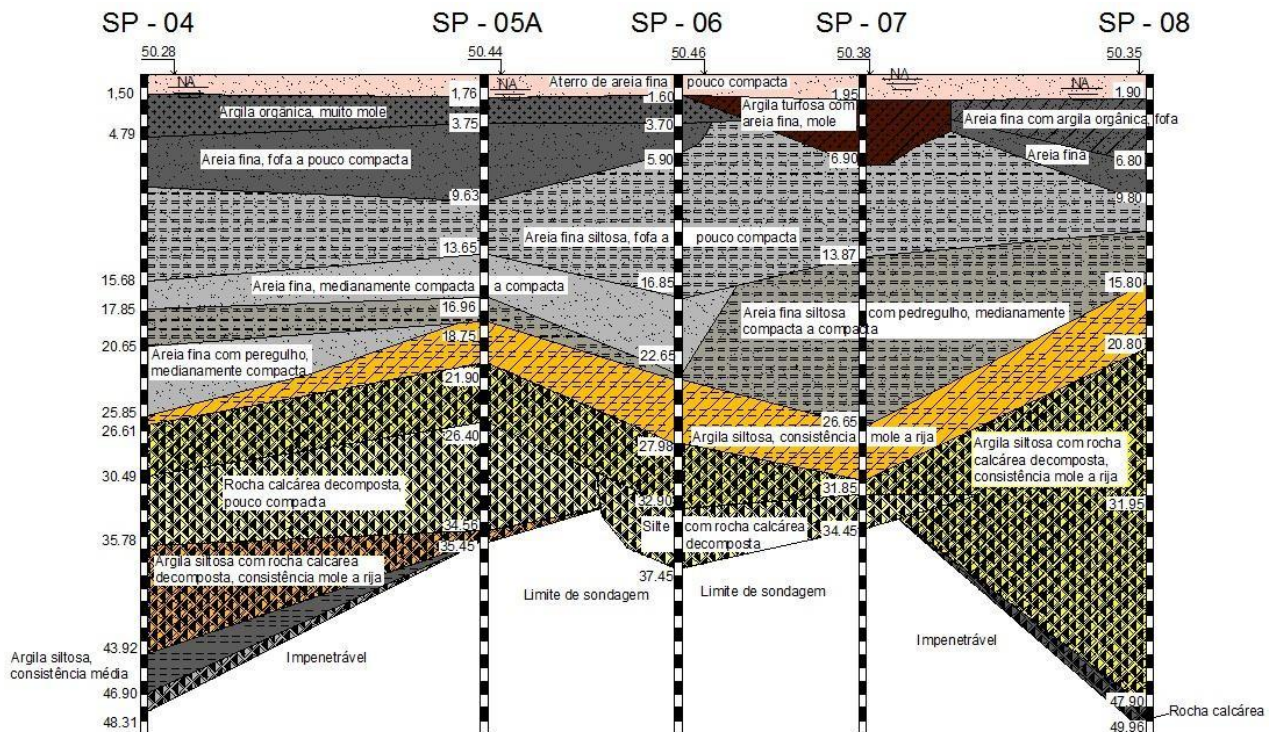 SP - 04
SP - 05A
SP - 06
SP - 07
SP - 08
50.28
50.44
50.46
50.38
50.35
NA
NA
NA
NA
Aterro de areia fina pouco compacta
1,50
1,76
1.60
1.95
1.90
Argila orgânica, muito mole
Argila turfosa com
areia fina, mole
Areia fina com argila orgânica, fofa
4.79
3.75
3.70
Areia fina, fofa a pouco compacta
5.90
6.90
Areia fina
6.80
9.63
9.80
Areia fina siltosa, fofa a pouco compacta
13.65
13.87
15.68
Areia fina, medianamente compacta a compacta
16.85
15.80
17.85
16.96
Areia fina siltosa com pedregulho, medianamente
compacta a compacta
18.75
20.65
Areia fina com peregulho,
medianamente compacta
22.65
20.80
21.90
25.85
26.61
26.40
26.65
27.98
Argila siltosa, consistência mole a rija
Argila siltosa com rocha
calcárea decomposta,
consistência mole a rija
30.49
Rocha calcárea decomposta,
pouco compacta
32.90
31.85
31.95
34.56
Silte com rocha calcárea
decomposta
34.45
35.78
35.45
Argila siltosa com rocha calcárea
decomposta, consistência mole a rija
37.45
Limite de sondagem
Limite de sondagem
Impenetrável
43.92
Argila siltosa,
consistência média
Impenetrável
46.90
48.31
47.90
49.96
Rocha calcárea